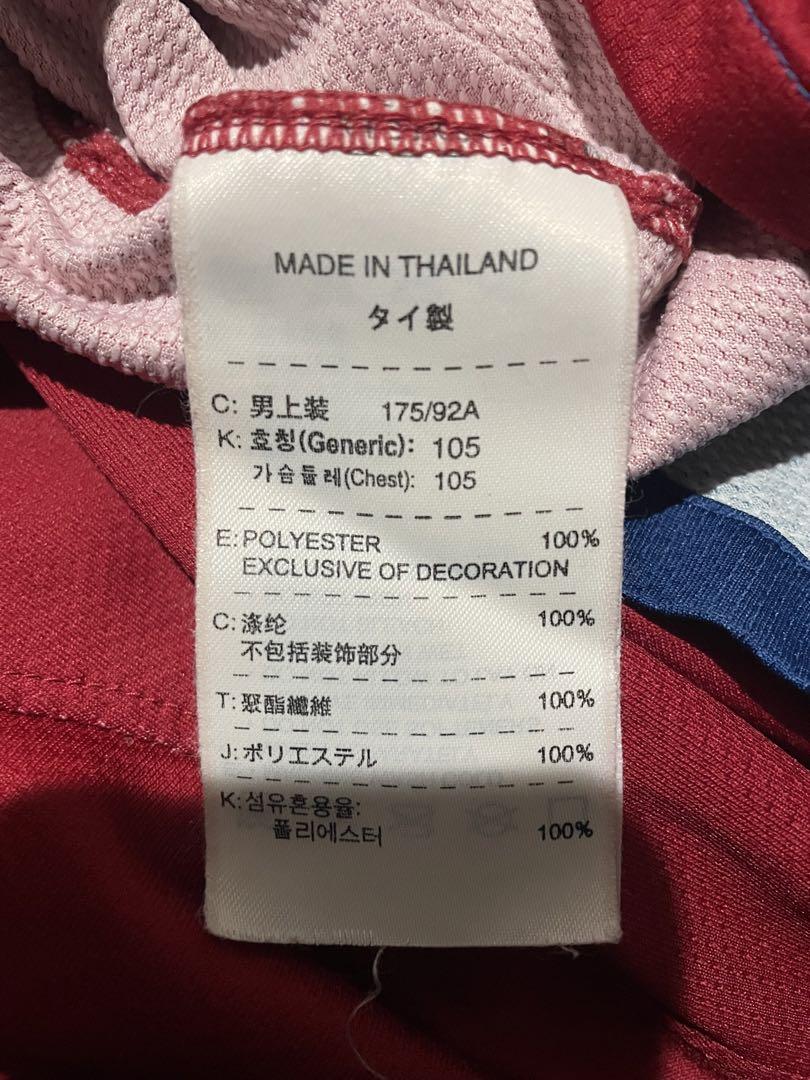 MADE IN THAILAND
タイ製
C: 男上装 175/92A
K: 호칭(Generic): 105
가슴둘레(Chest): 105
E: POLYESTER 100%
EXCLUSIVE OF DECORATION
C: 涤纶 100%
不包括装饰部分
T: 聚酯纖維 100%
J: ポリエステル 100%
K: 섬유혼용율:
폴리에스터 100%